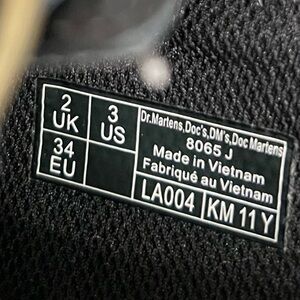 2 UK
3 US
34 EU
Dr.Martens,Doc's,DM's,Doc Martens
8065 J
Made in Vietnam
Fabriqué au Vietnam
LA004
KM 11 Y